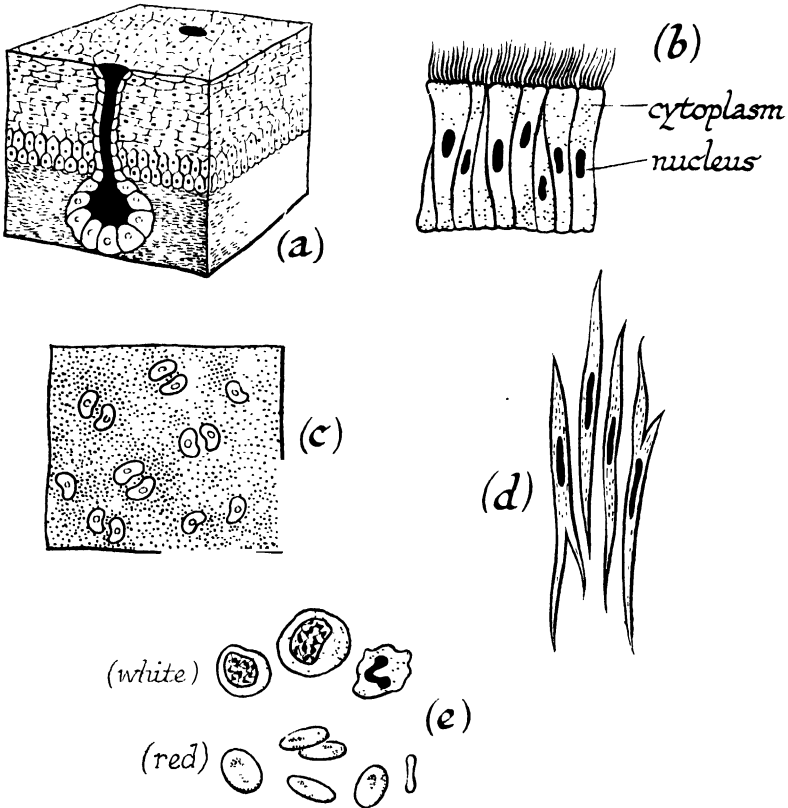 (b)
cytoplasm
nucleus
(a)
(c)
(d)
(white)
(e)
(red)